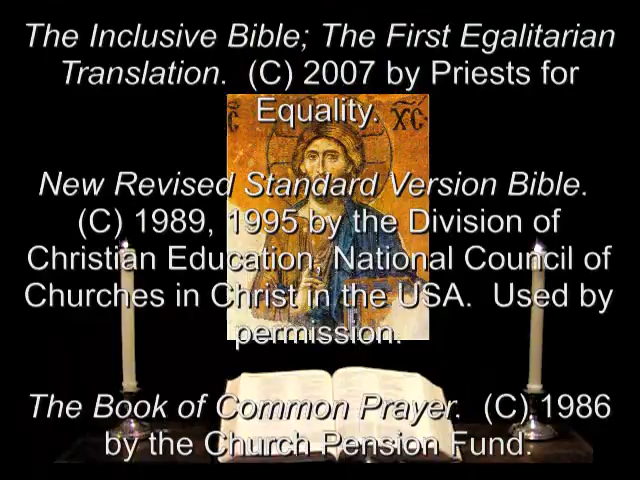 The Inclusive Bible; The First Egalitarian
Translation.  (C) 2007 by Priests for
Equality.
New Revised Standard Version Bible.
(C) 1989, 1995 by the Division of
Christian Education, National Council of
Churches in Christ in the USA.  Used by
permission.
The Book of Common Prayer.  (C) 1986
by the Church Pension Fund.